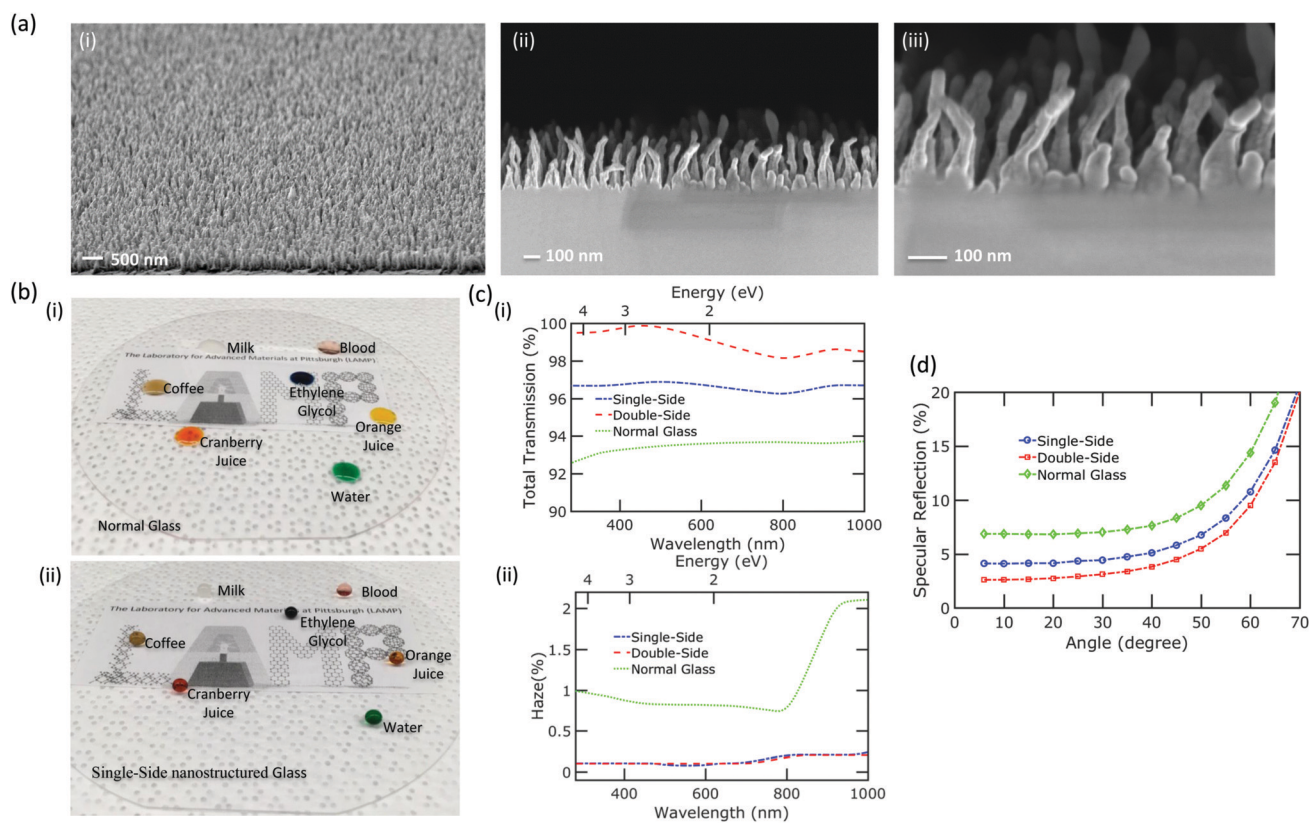 (a)
(i)
500 nm
(ii)
100 nm
(iii)
100 nm
(b)
(i)
Milk
Blood
The Laboratory for Advanced Materials at Pittsburgh (LAMP)
Coffee
Ethylene
Glycol
LAMP
Orange
Juice
Cranberry
Juice
Water
Normal Glass
(ii)
Milk
Blood
The Laboratory for Advanced Materials at Pittsburgh (LAMP)
Ethylene
Glycol
Coffee
LAMP
Orange
Juice
Cranberry
Juice
Water
Single-Side nanostructured Glass
(c)
(i)
Energy (eV)
4 3 2
100
98
96
94
92
90
Total Transmission (%)
Single-Side
Double-Side
Normal Glass
400 600 800 1000
Wavelength (nm)
(ii)
Energy (eV)
4 3 2
2
1.5
1
0.5
0
Haze(%)
Single-Side
Double-Side
Normal Glass
400 600 800 1000
Wavelength (nm)
(d)
20
15
10
5
0
Specular Reflection (%)
Single-Side
Double-Side
Normal Glass
0 10 20 30 40 50 60 70
Angle (degree)